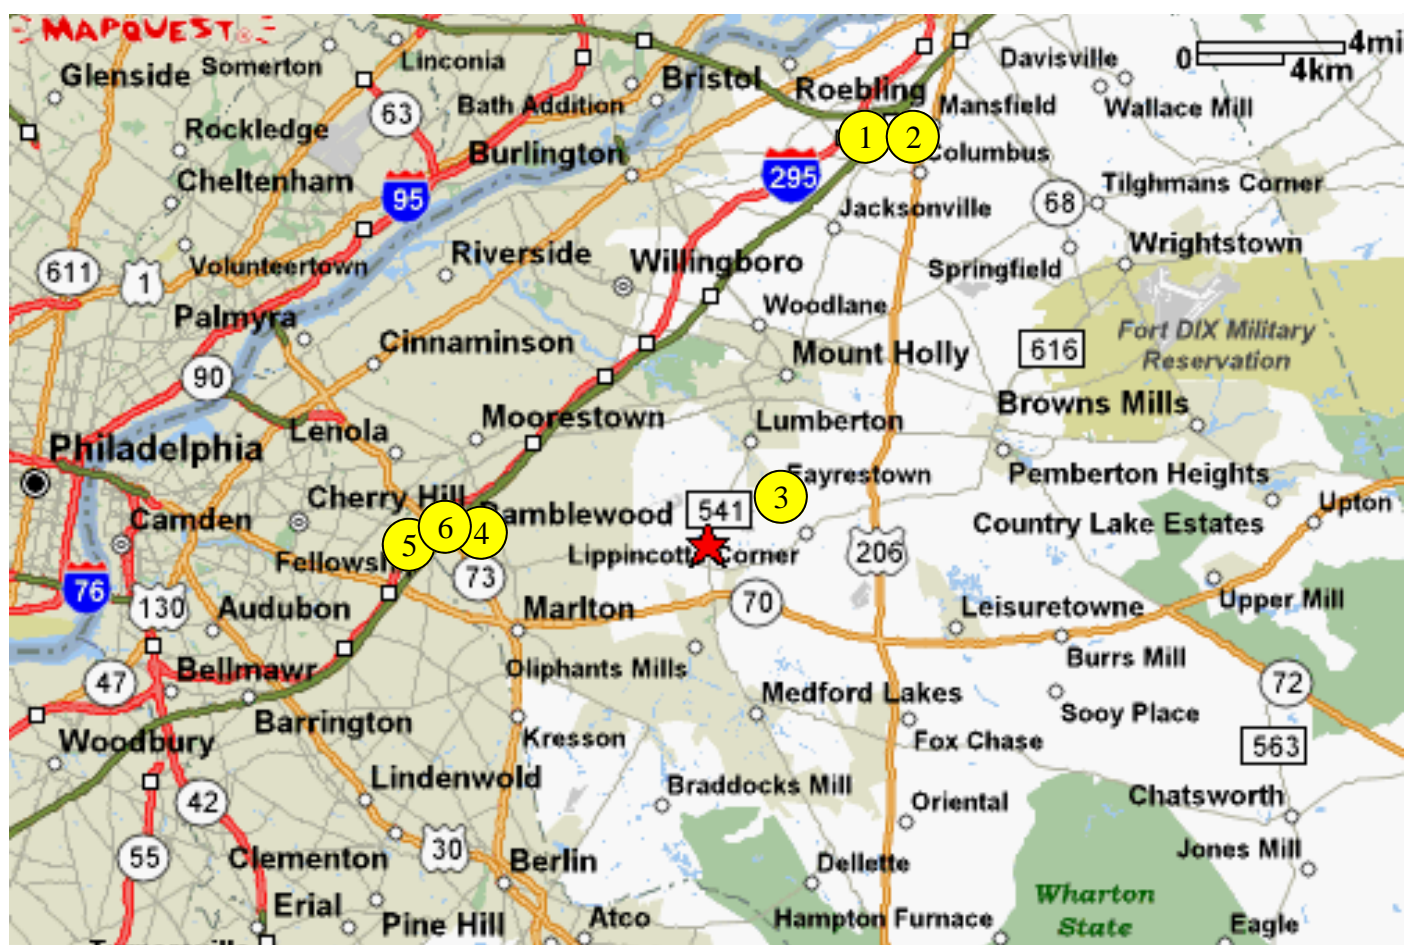 MAPQUEST
Glenside
Somerton
Linconia
Bristol
Roebling
Davisville
0
4mi
4km
63
Bath Addition
Mansfield
Wallace Mill
Rockledge
Burlington
1
2
Columbus
Cheltenham
95
295
68
Tilghmans Corner
Jacksonville
Wrightstown
611
1
Volunteertown
Riverside
Willingboro
Springfield
Palmyra
Woodlane
Fort DIX Military
Reservation
Cinnaminson
Mount Holly
616
90
Browns Mills
Moorestown
Lumberton
Lenola
Philadelphia
Fayrestown
Pemberton Heights
Cherry Hill
541
3
Upton
Camden
5
6
4
Ramblewood
Country Lake Estates
Lippincotts Corner
206
73
76
130
Audubon
Marlton
70
Leisuretowne
Upper Mill
Bellmawr
Oliphants Mills
Burrs Mill
47
Medford Lakes
72
Barrington
Sooy Place
Woodbury
Kresson
Fox Chase
563
Lindenwold
Braddocks Mill
Oriental
Chatsworth
42
55
Clementon
30
Berlin
Dellette
Jones Mill
Erial
Pine Hill
Atco
Hampton Furnace
Wharton
State
Eagle